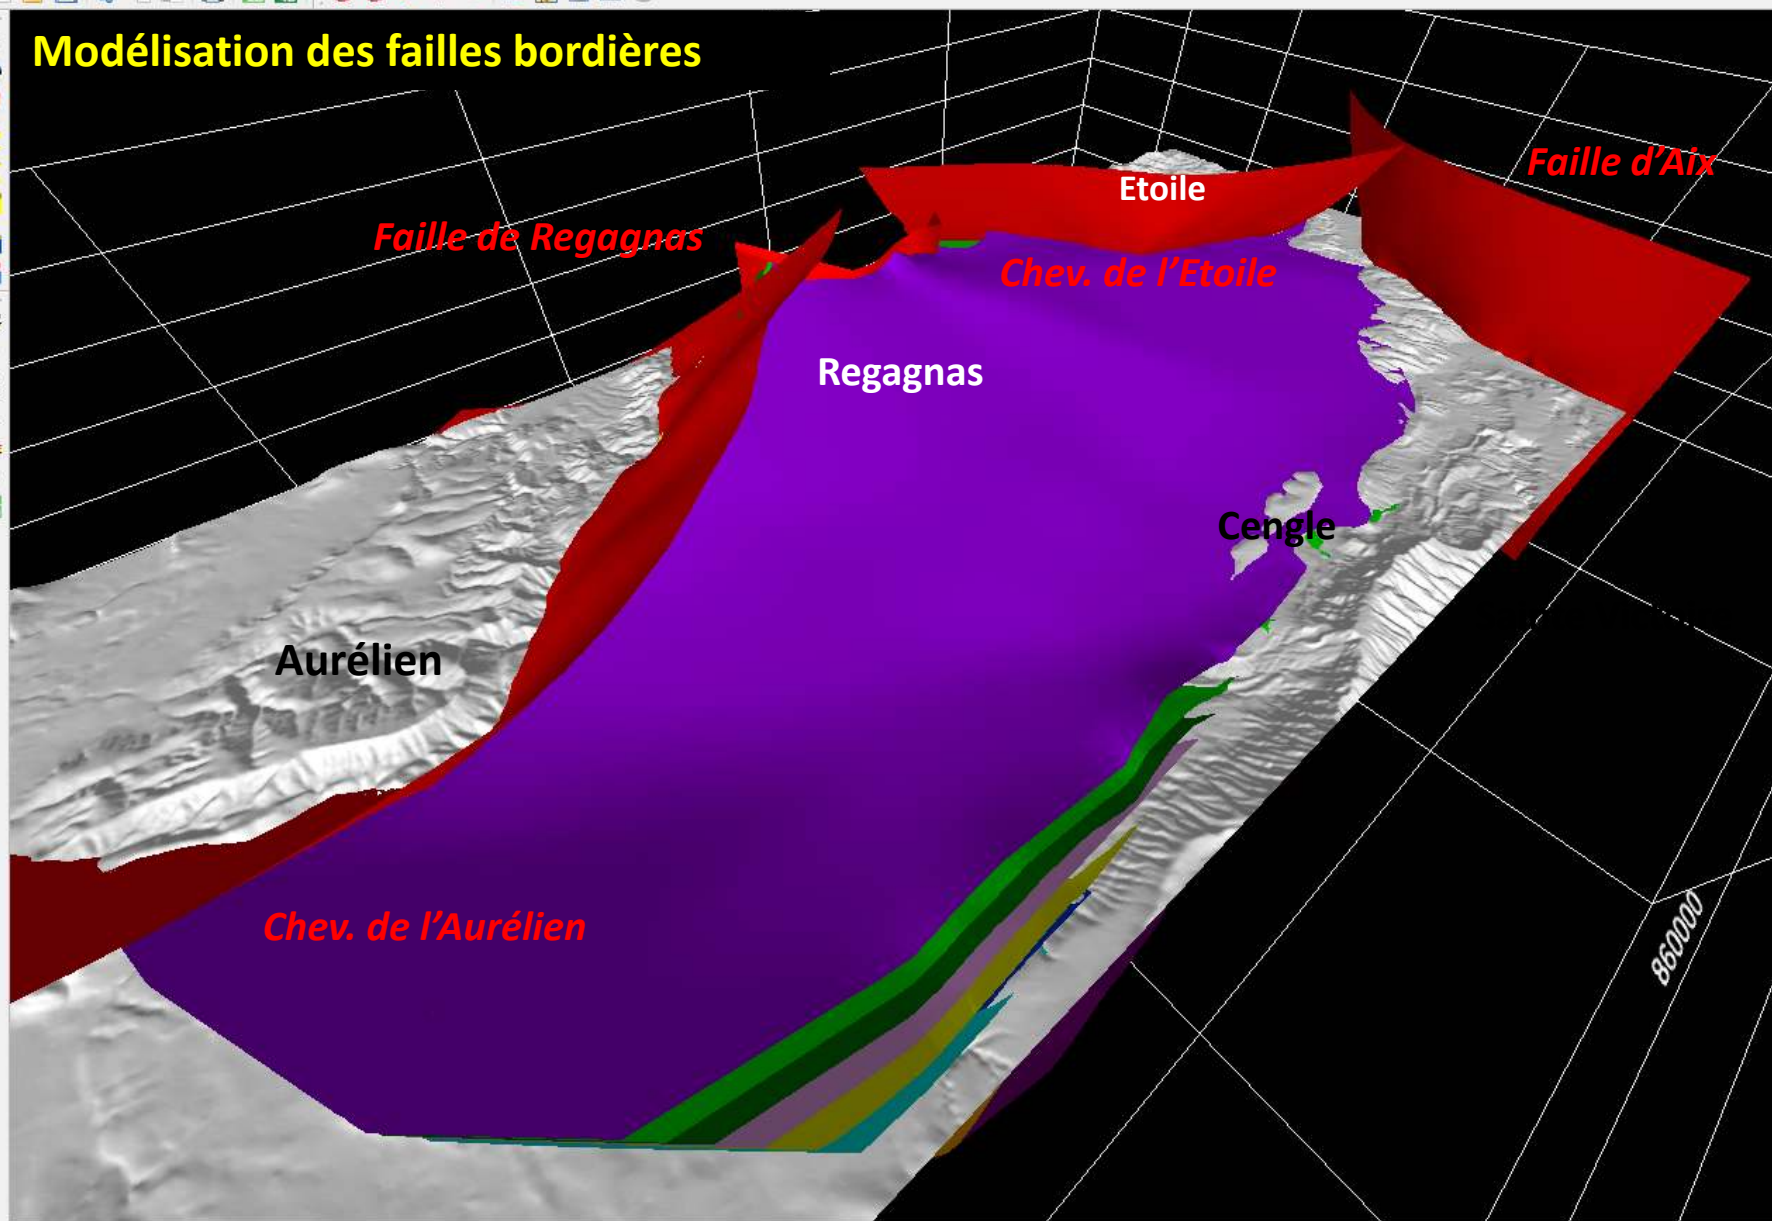 Modélisation des failles bordières
Faille d'Aix
Etoile
Faille de Regagnas
Chev. de l'Etoile
Regagnas
Cengle
Aurélien
Chev. de l'Aurélien
860000